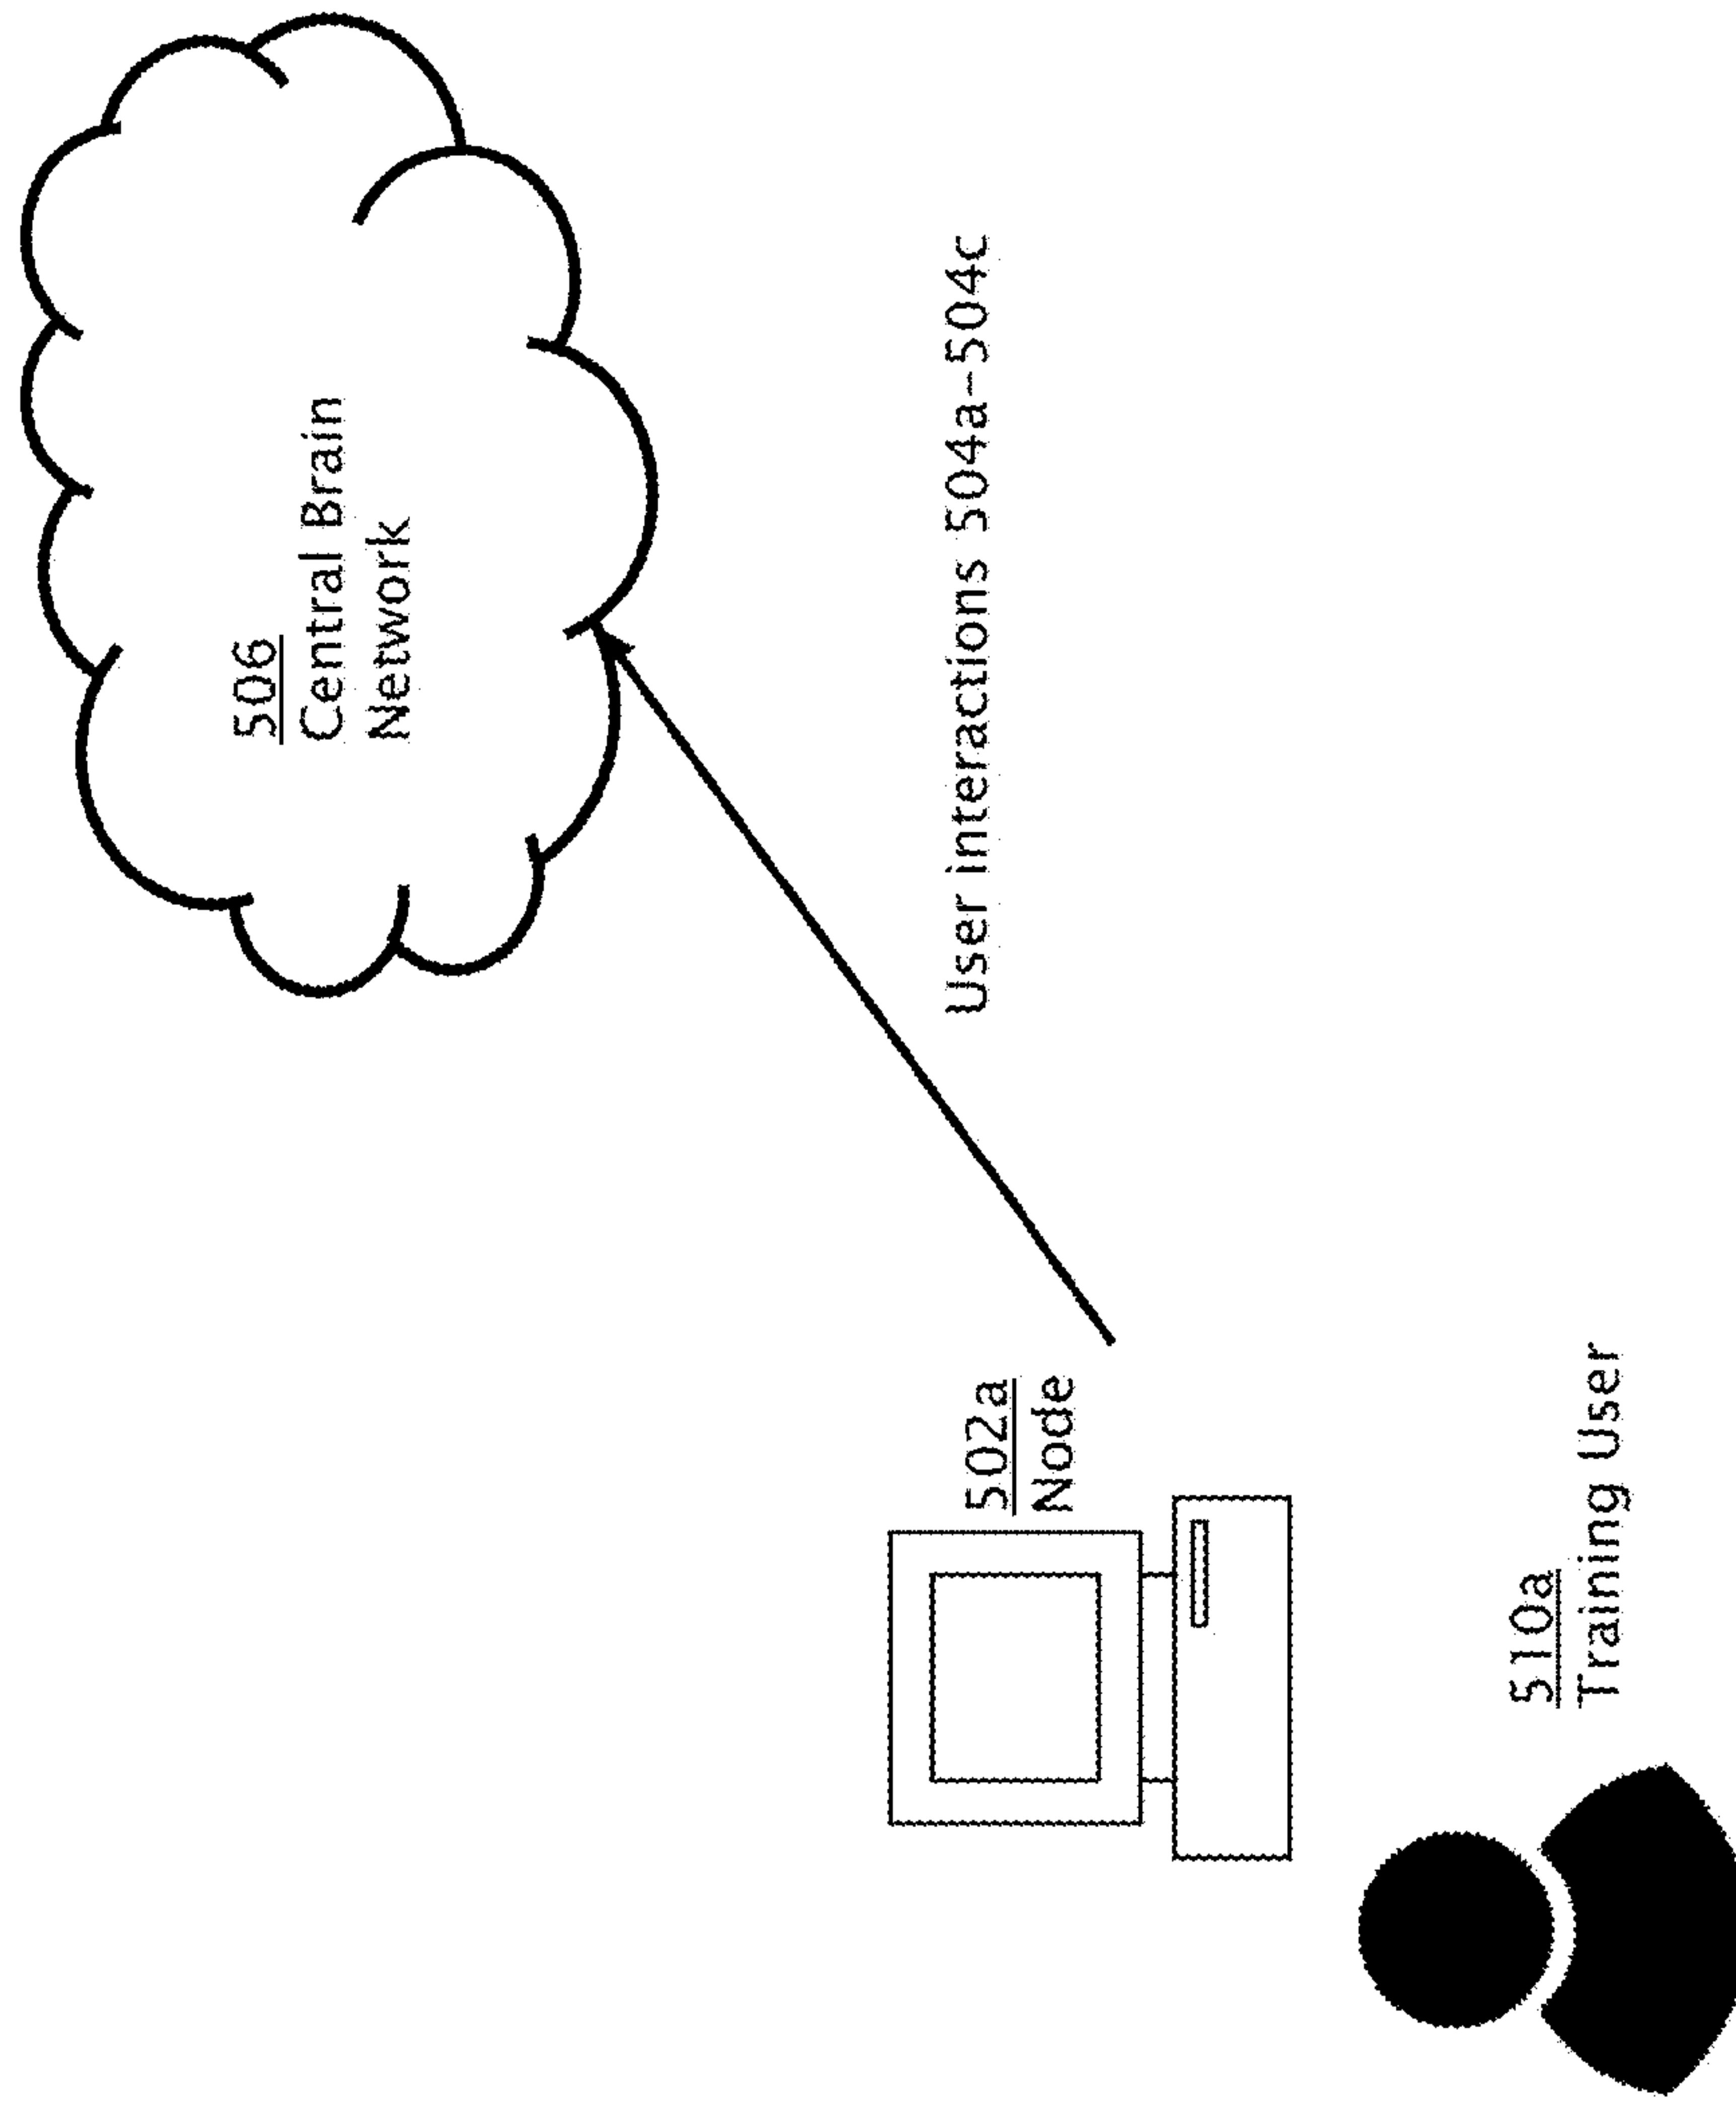 506
Central Brain
Network
User interactions 504a-504c
502a
Node
510a
Training User